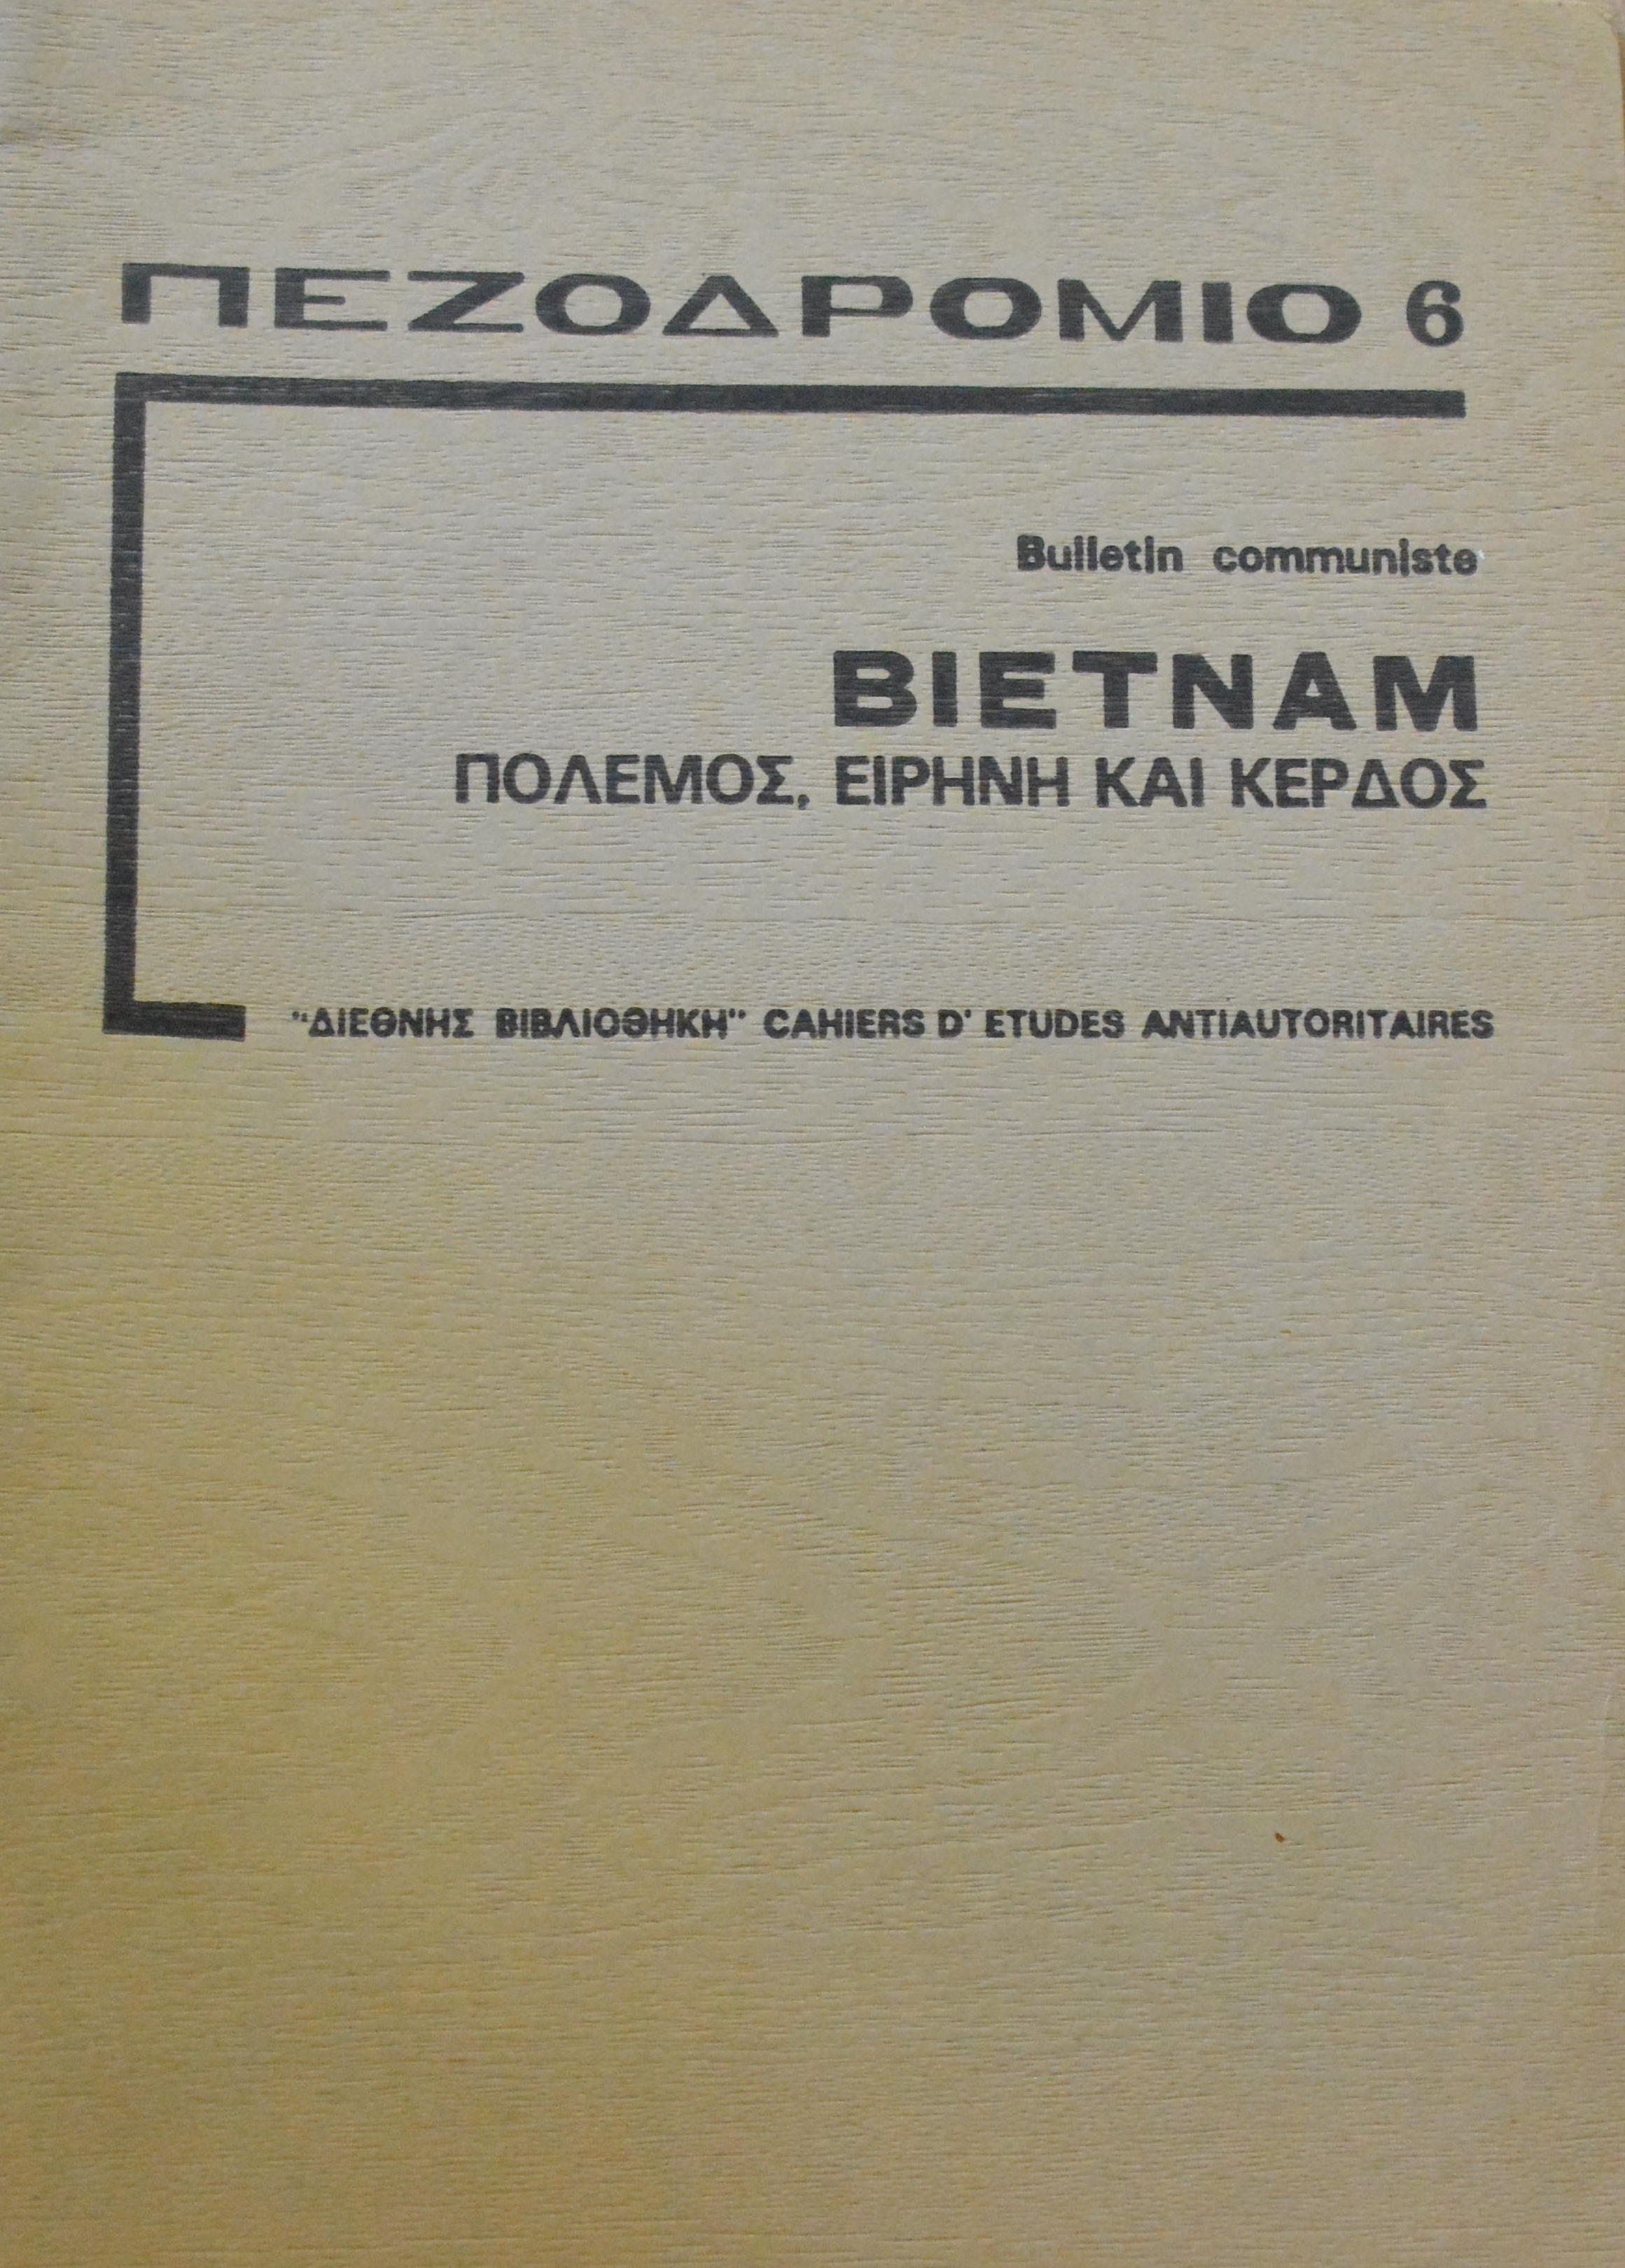 ΠΕΖΟΔΡΟΜΙΟ 6
Bulletin communiste
ΒΙΕΤΝΑΜ
ΠΟΛΕΜΟΣ, ΕΙΡΗΝΗ ΚΑΙ ΚΕΡΔΟΣ
"ΔΙΕΘΝΗΣ ΒΙΒΛΙΟΘΗΚΗ" CAHIERS D' ETUDES ANTIAUTORITAIRES